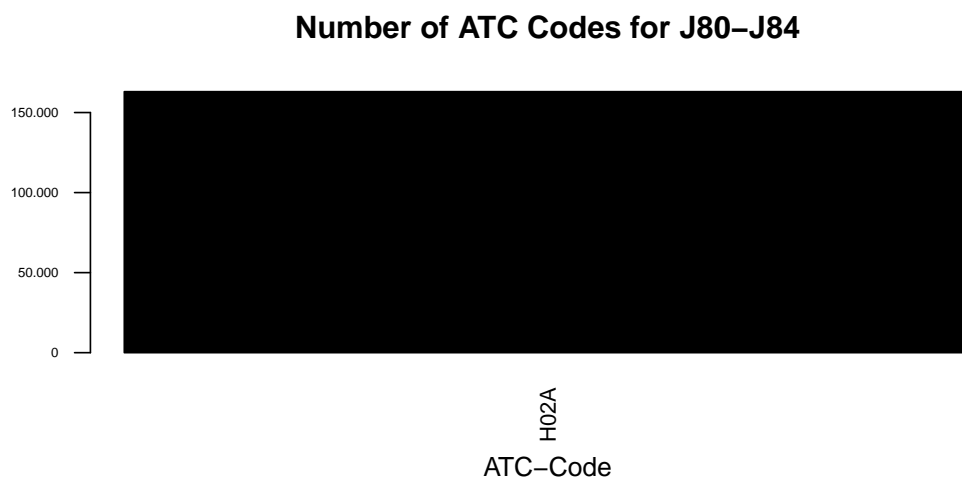 Number of ATC Codes for J80–J84
150.000
100.000
50.000
0
H02A
ATC–Code